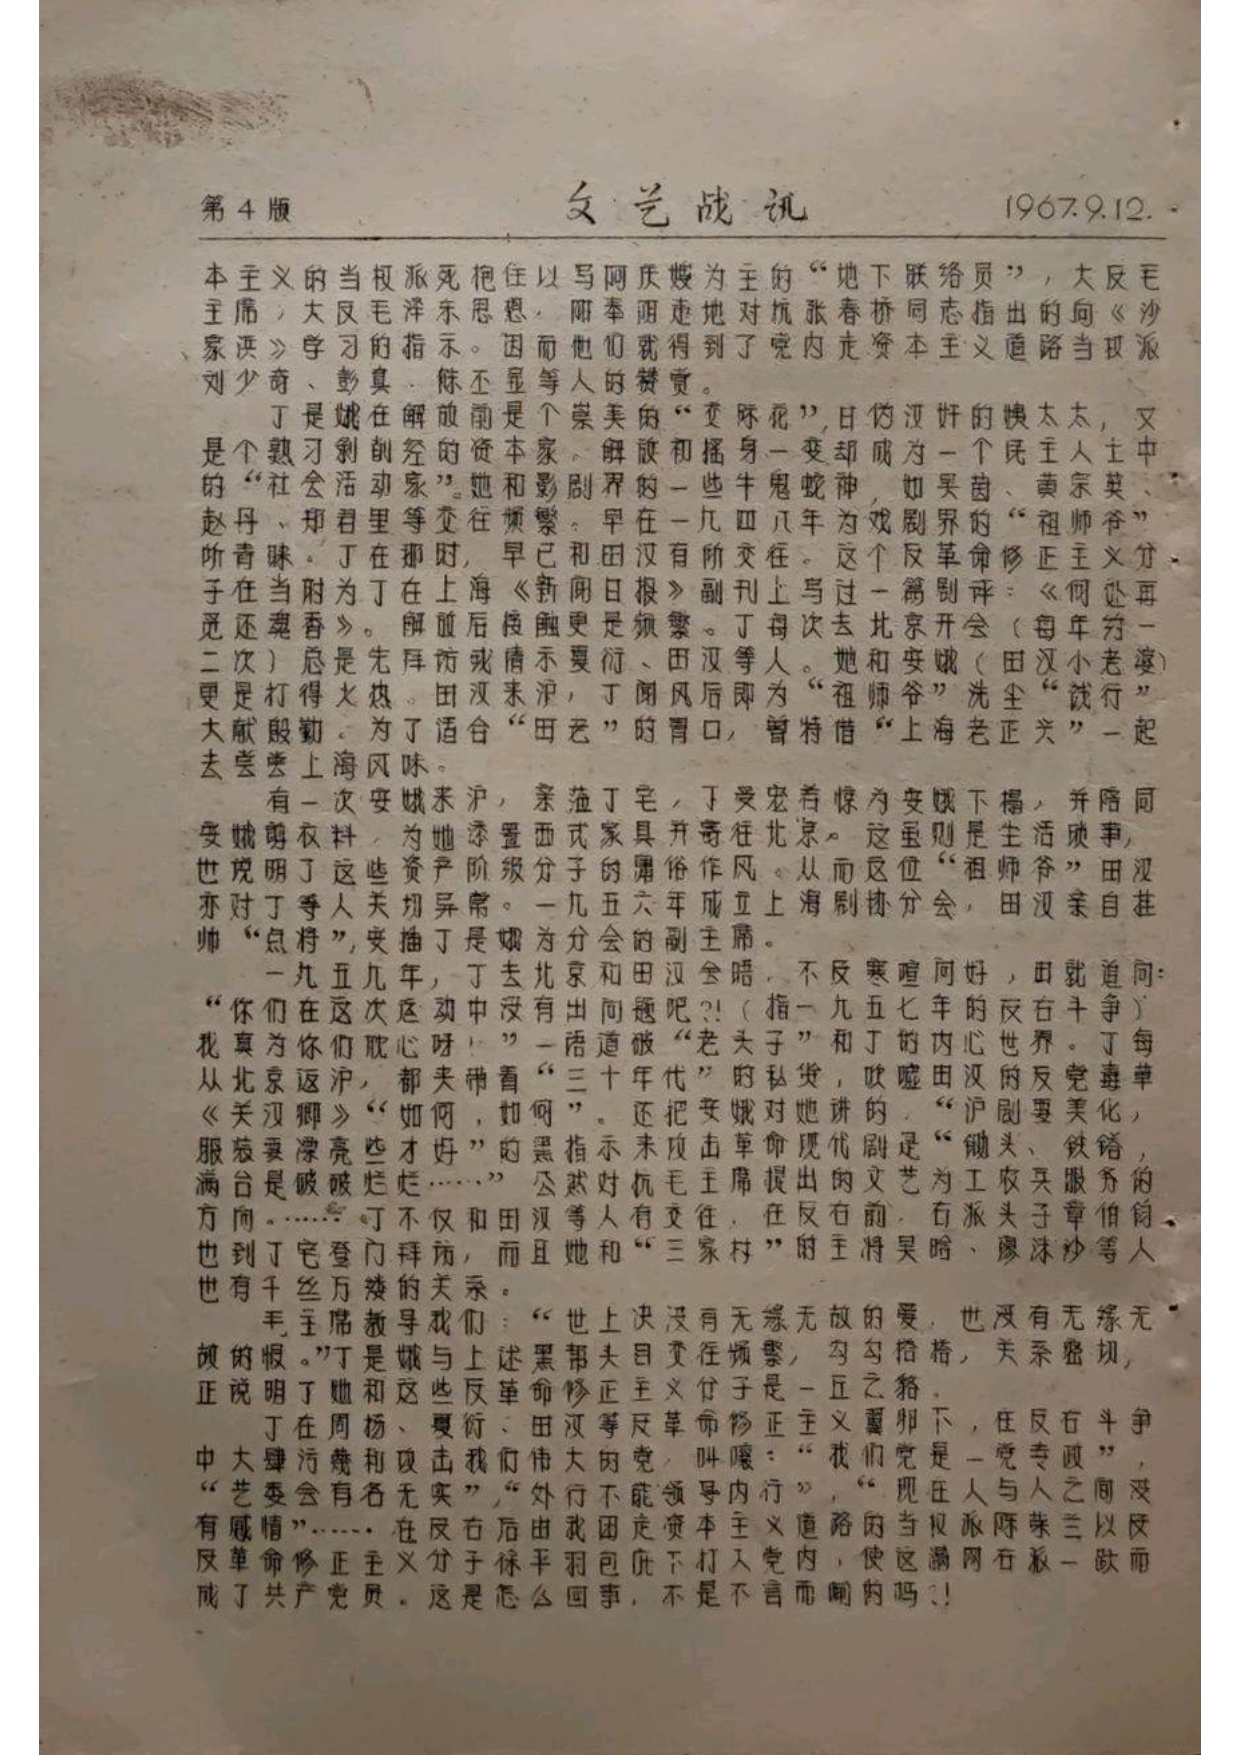 第4版 文艺战讯 1967.9.12.
本主义的当权派死抱住以写阿庆嫂为主的“地下联络员”，大反毛
主席，大反毛泽东思想，阳奉阴违地对抗张春桥同志指出的向《沙
家浜》学习的指示。因而他们就得到了党内走资本主义道路当权派
刘少奇、彭真、陈丕显等人的赞赏。
丁是娥在解放前是个崇美的“交际花”，日伪汉奸的姨太太，又
是个熟习剥削经的资本家。解放和摇身一变却成为一个民主人士中
的“社会活动家”。她和影剧界的一些牛鬼蛇神，如吴茵、黄宗英、
赵丹、郑君里等交往频繁。早在一九四八年为戏剧界的“祖师爷”
所青睐。丁在那时，早已和田汉有所交往。这个反革命修正主义分
子在当时为丁在上海《新闻日报》副刊上写过一篇剧评：《何处再
觅还魂香》。解放后接触更是频繁。丁每次去北京开会（每年约一
二次）总是先拜访或请示夏衍、田汉等人。她和安娥（田汉小老婆）
更是打得火热。田汉来沪，丁闻风后即为“祖师爷”洗尘“饯行”
大献殷勤。为了适合“田老”的胃口，曾特借“上海老正兴”一起
去尝尝上海风味。
有一次安娥来沪，亲莅丁宅，丁受宠若惊为安娥下榻，并陪同
安娥剪衣料，为她添置西式家具并寄往北京。这虽则是生活琐事，
也说明了这些资产阶级分子的庸俗作风。从而这位“祖师爷”田汉
亦对丁等人关切异常。一九五六年成立上海剧协分会，田汉亲自挂
帅“点将”，安插丁是娥为分会的副主席。
一九五九年，丁去北京和田汉会晤，不及寒暄问好，田就道问：
“你们在这次运动中没有出问题吧？！（指一九五七年的反右斗争）
我真为你们耽心呀！”一语道破“老头子”和丁的内心世界。丁每
从北京返沪，都夹带着“三十年代”的私货，吹嘘田汉的反党毒草
《关汉卿》“如何，如何”。还把安娥对她讲的，“沪剧要美化，
服装要漂亮些才好”的黑指示来攻击革命现代剧是“锄头、铁锴，
满台是破破烂烂……”公然对抗毛主席提出的文艺为工农兵服务的
方向。……丁不仅和田汉等人有交往，在反右前，右派头子章伯钧
也到丁宅登门拜访，而且她和“三家村”的主将吴晗、廖沫沙等人
也有千丝万缕的关系。
毛主席教导我们：“世上决没有无缘无故的爱，也没有无缘无
故的恨。”丁是娥与上述黑帮头目交往频繁，勾勾搭搭，关系密切，
正说明了她和这些反革命修正主义分子是一丘之貉。
丁在周扬、夏衍、田汉等反革命修正主义翼卵下，在反右斗争
中大肆污蔑和攻击我们伟大的党，叫嚷：“我们党是一党专政”，
“艺委会有名无实”，“外行不能领导内行”，“现在人与人之间没
有感情”……在反右后由我团走资本主义道路的当权派陈荣兰以及
反革命修正主义分子徐平羽包庇下打入党内，使这漏网右派一跃而
成了共产党员。这是怎么回事，不是不言而喻的吗？！